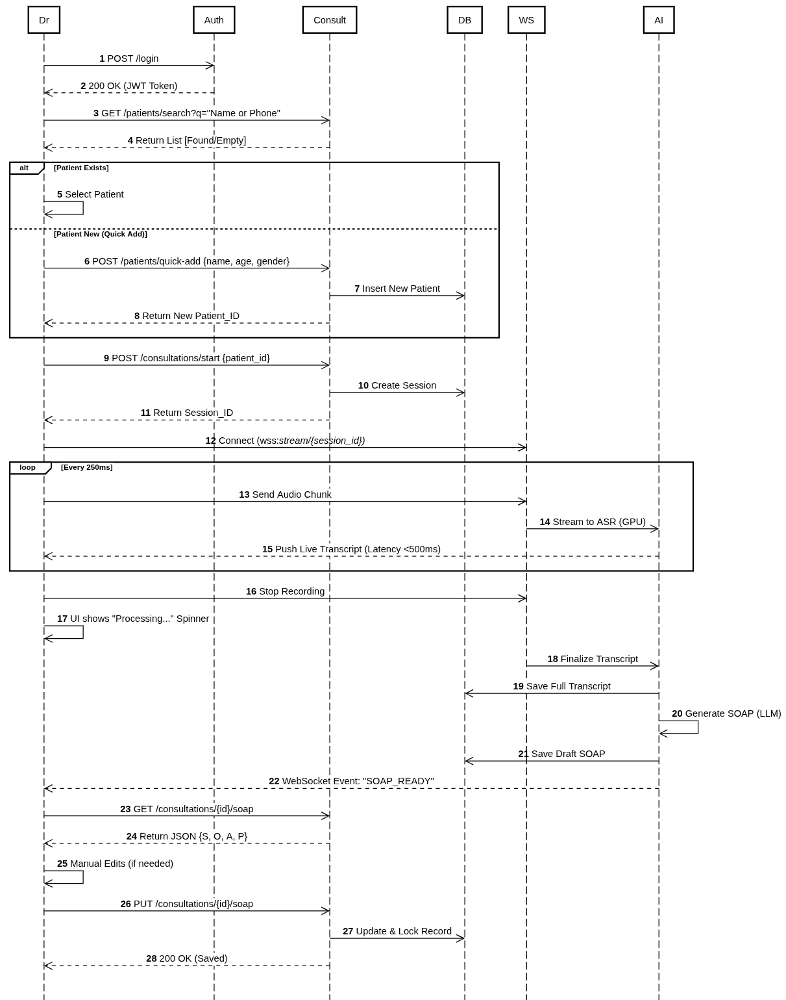 Dr Auth Consult DB WS AI
1 POST /login
2 200 OK (JWT Token)
3 GET /patients/search?q="Name or Phone"
4 Return List [Found/Empty]
alt [Patient Exists]
5 Select Patient
[Patient New (Quick Add)]
6 POST /patients/quick-add {name, age, gender}
7 Insert New Patient
8 Return New Patient_ID
9 POST /consultations/start {patient_id}
10 Create Session
11 Return Session_ID
12 Connect (wss:stream/{session_id})
loop [Every 250ms]
13 Send Audio Chunk
14 Stream to ASR (GPU)
15 Push Live Transcript (Latency <500ms)
16 Stop Recording
17 UI shows "Processing..." Spinner
18 Finalize Transcript
19 Save Full Transcript
20 Generate SOAP (LLM)
21 Save Draft SOAP
22 WebSocket Event: "SOAP_READY"
23 GET /consultations/{id}/soap
24 Return JSON {S, O, A, P}
25 Manual Edits (if needed)
26 PUT /consultations/{id}/soap
27 Update & Lock Record
28 200 OK (Saved)